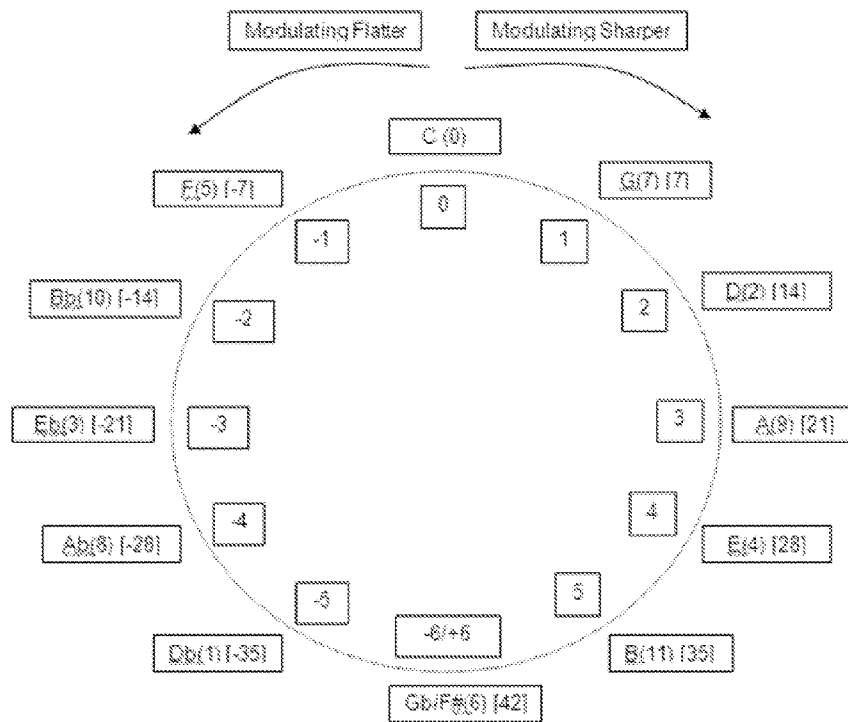 Modulating Flatter
Modulating Sharper
C (0)
F(5) [-7]
G(7) [7]
0
-1
1
Bb(10) [-14]
D(2) [14]
-2
2
Eb(3) [-21]
-3
3
A(9) [21]
-4
4
Ab(8) [-28]
E(4) [28]
-5
5
-6/+6
Db(1) [-35]
B(11) [35]
Gb/F#(6) [42]